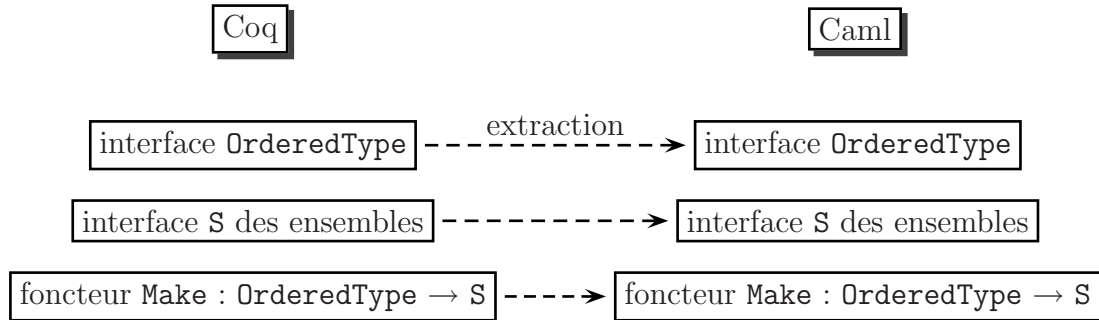 Coq
Caml
interface OrderedType
extraction
interface OrderedType
interface S des ensembles
interface S des ensembles
foncteur Make : OrderedType → S
foncteur Make : OrderedType → S